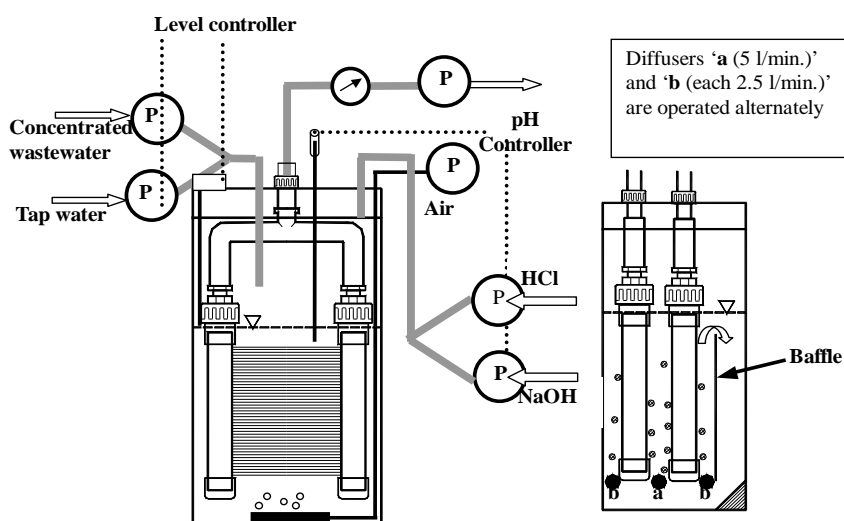 Level controller
P
P
Concentrated
wastewater
P
Tap water
pH
Controller
P
Air
HCl
P
P
NaOH
Diffusers ‘a (5 l/min.)’
and ‘b (each 2.5 l/min.)’
are operated alternately
Baffle
b a b